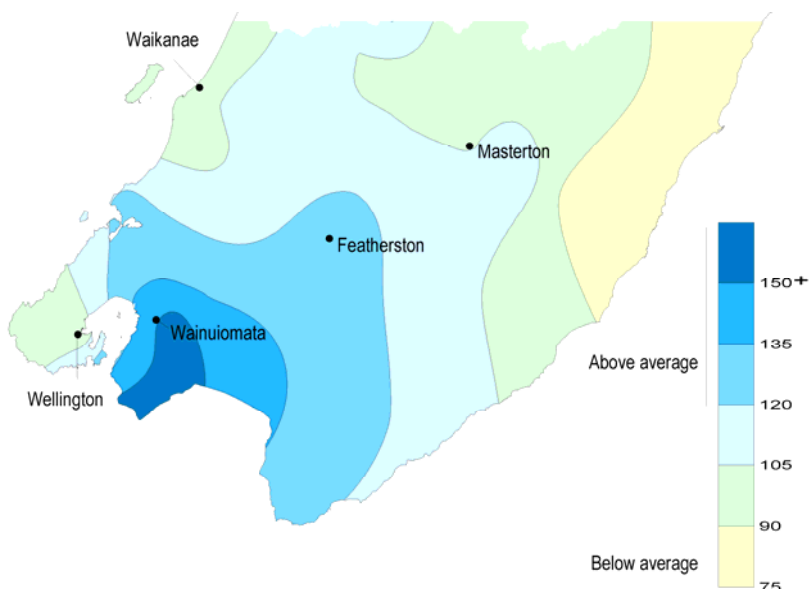 Waikanae
Masterton
Featherston
Wainuiomata
Wellington
150+
135
Above average
120
105
90
Below average
75